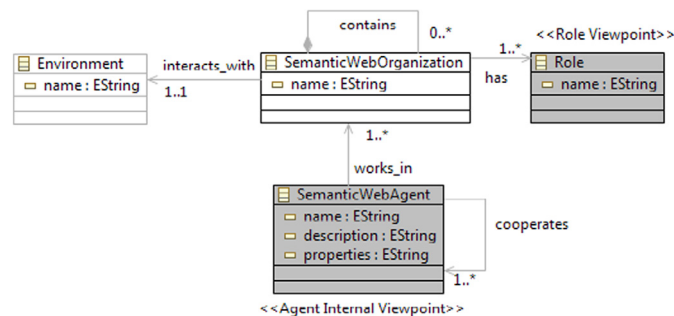 contains
0..*
<<Role Viewpoint>>
Environment
name : EString
interacts_with
1..1
SemanticWebOrganization
name : EString
1..*
has
Role
name : EString
1..*
works_in
SemanticWebAgent
name : EString
description : EString
properties : EString
cooperates
1..*
<<Agent Internal Viewpoint>>